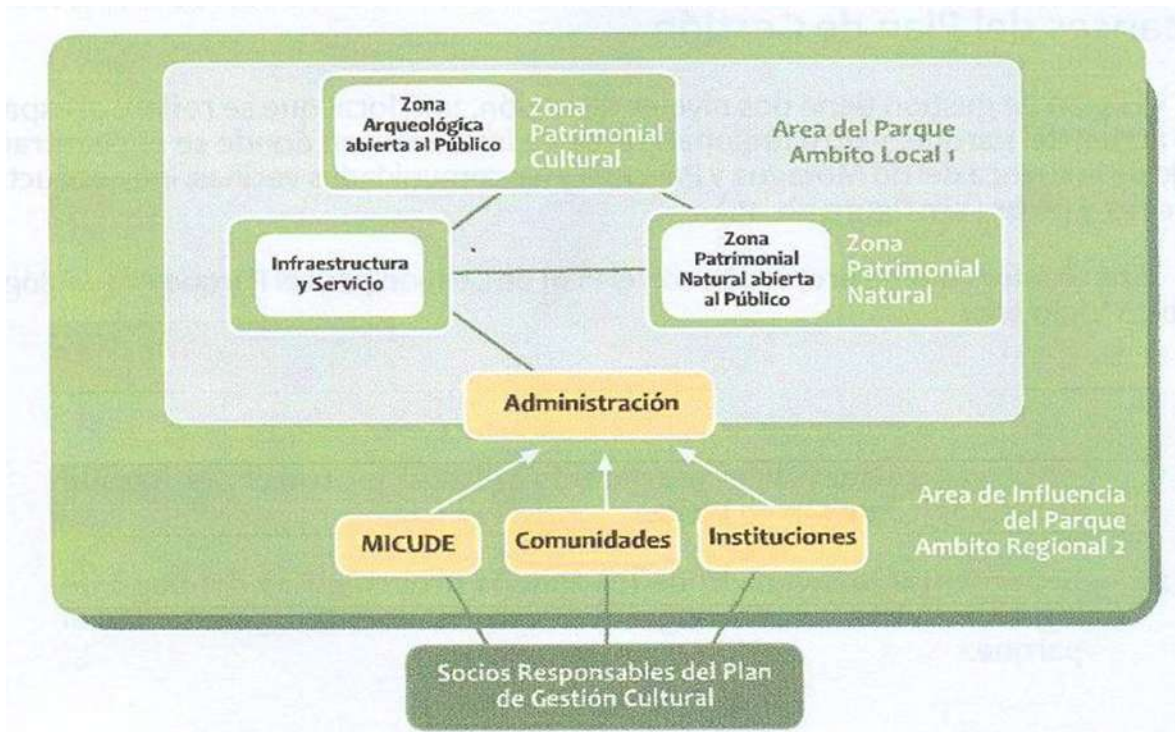 Zona
Arqueológica
abierta al Público
Zona
Patrimonial
Cultural
Area del Parque
Ambito Local 1
Infraestructura
y Servicio
Zona
Patrimonial
Natural abierta
al Público
Zona
Patrimonial
Natural
Administración
MICUDE
Comunidades
Instituciones
Area de Influencia
del Parque
Ambito Regional 2
Socios Responsables del Plan
de Gestión Cultural